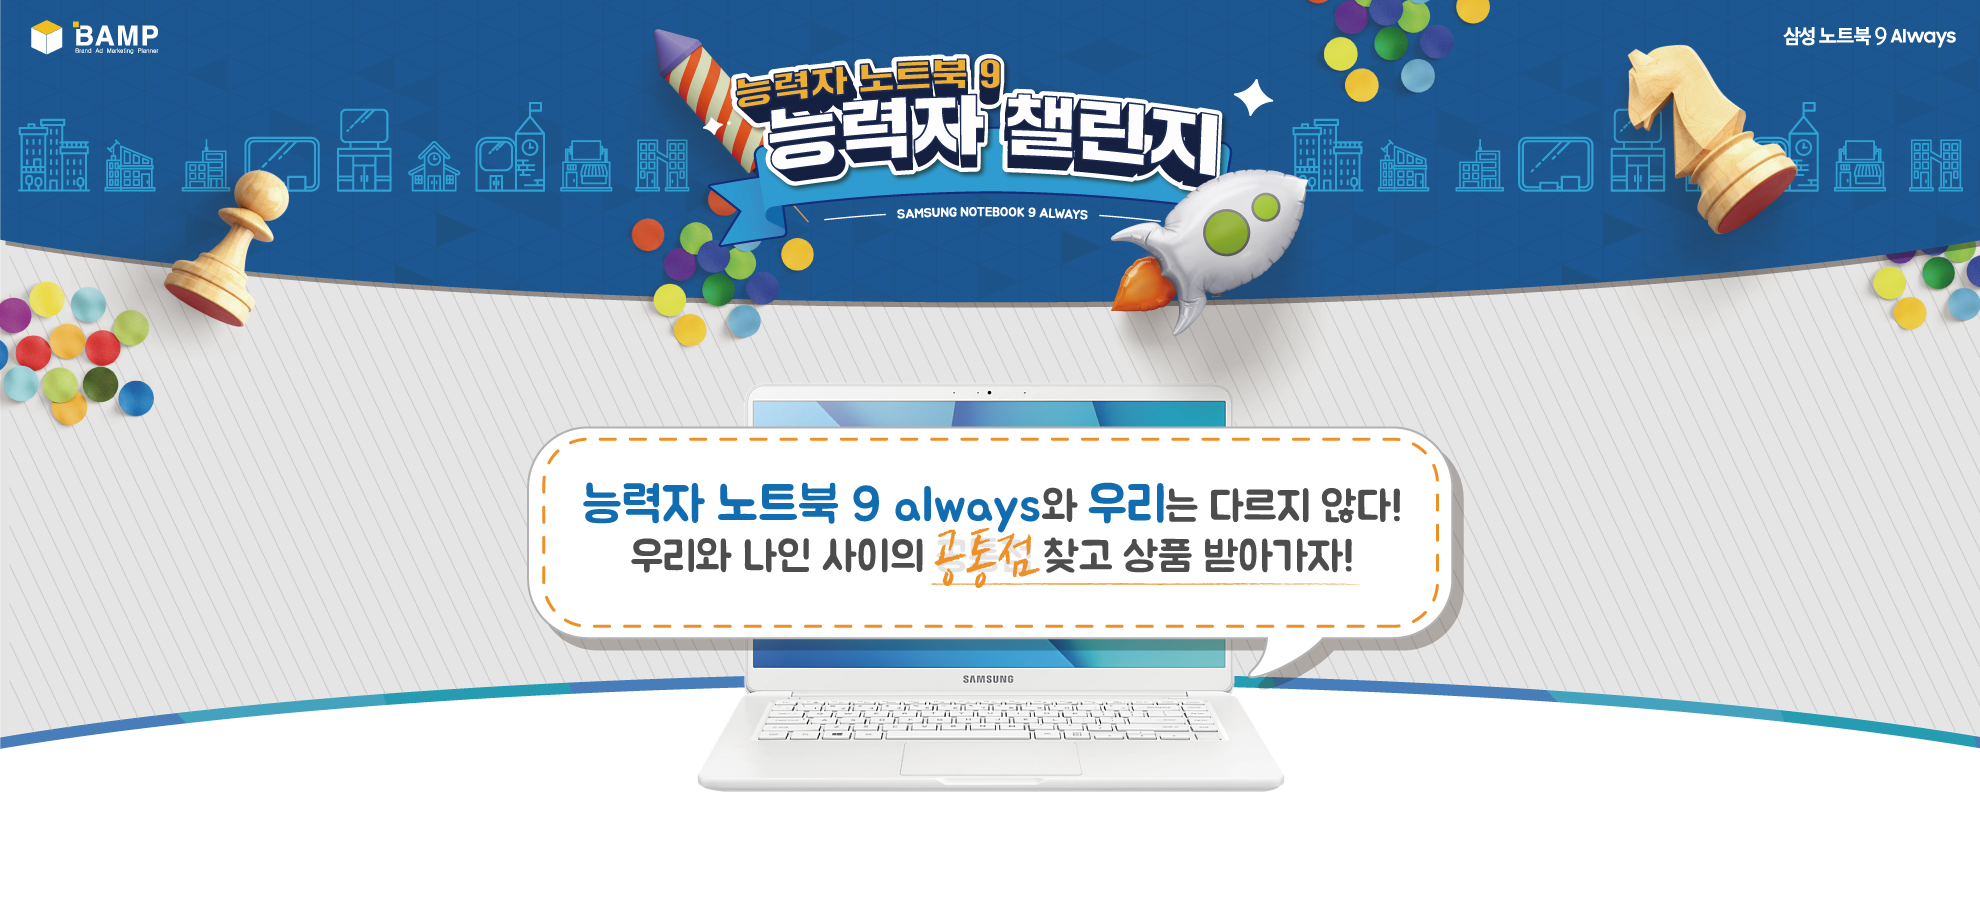 BAMP
Brand Ad Marketing Planner
삼성 노트북 9 Always
능력자 노트북 9
능력자 챌린지
SAMSUNG NOTEBOOK 9 ALWAYS
능력자 노트북 9 always와 우리는 다르지 않다!
우리와 나인 사이의 공통점 찾고 상품 받아가자!
SAMSUNG